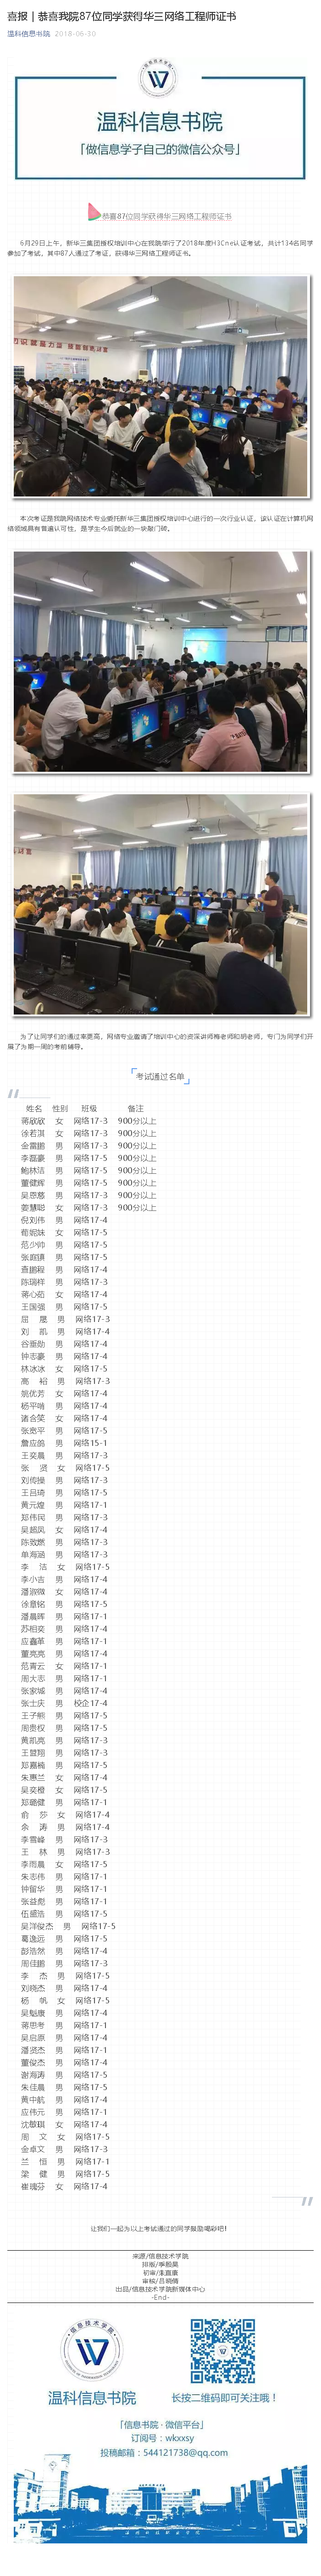 喜报 | 恭喜我院87位同学获得华三网络工程师证书
温科信息书院 2018-06-30
温科信息书院
「做信息学子自己的微信公众号」
恭喜87位同学获得华三网络工程师证书
6月29日上午，新华三集团授权培训中心在我院举行了2018年度H3Cne认证考试，共计134名同学
参加了考试，其中87人通过了考证，获得华三网络工程师证书。
本次考证是我院网络技术专业委托新华三集团授权培训中心进行的一次行业认证，该认证在计算机网
络领域具有普遍认可性，是学生今后就业的一块敲门砖。
为了让同学们的通过率更高，网络专业邀请了培训中心的资深讲师梅老师和胡老师，专门为同学们开
展了为期一周的考前辅导。
考试通过名单
姓名 性别 班级 备注
蒋欣欣 女 网络17-3 900分以上
徐若淇 女 网络17-3 900分以上
金雷鹏 男 网络17-3 900分以上
李磊豪 男 网络17-5 900分以上
鲍林洁 男 网络17-5 900分以上
董健辉 男 网络17-5 900分以上
吴恩慈 男 网络17-3 900分以上
姜慧聪 女 网络17-3 900分以上
倪刘伟 男 网络17-4
荀妮妹 女 网络17-5
范少帅 男 网络17-5
张庭镇 男 网络17-5
查鹏程 男 网络17-4
陈瑞样 男 网络17-3
蒋心茹 女 网络17-4
王国强 男 网络17-5
屈 晟 男 网络17-3
刘 凯 男 网络17-4
谷垂勋 男 网络17-4
钟志豪 男 网络17-4
林冰冰 女 网络17-5
高 裕 男 网络17-3
姚优芳 女 网络17-4
杨平啃 男 网络17-4
诸合笑 女 网络17-4
张宽平 男 网络17-5
詹应鸽 男 网络15-1
王奕晨 男 网络17-3
张 贤 女 网络17-5
刘传操 男 网络17-3
王吕琦 男 网络17-5
黄元煌 男 网络17-1
郑伟民 男 网络17-3
吴超凤 女 网络17-4
陈敦燃 男 网络17-3
单海涵 男 网络17-3
李 洁 女 网络17-5
李小吉 男 网络17-4
潘淑微 女 网络17-4
徐意铭 男 网络17-5
潘晨晖 男 网络17-1
苏相奕 男 网络17-4
应鑫革 男 网络17-1
董亮亮 男 网络17-4
范青云 女 网络17-1
周大志 男 网络17-1
张家城 男 网络17-4
张士庆 男 校企17-4
王子熊 男 网络17-5
周贵权 男 网络17-5
黄凯亮 男 网络17-3
王盟翔 男 网络17-3
郑嘉楠 男 网络17-5
朱惠兰 女 网络17-4
吴奕橙 女 网络17-5
郑璐健 男 网络17-1
俞 莎 女 网络17-4
余 涛 男 网络17-4
李雪峰 男 网络17-3
王 林 男 网络17-3
李雨晨 女 网络17-5
朱志伟 男 网络17-1
钟留华 男 网络17-1
张益彪 男 网络17-1
伍盛浩 男 网络17-5
吴洋俊杰 男 网络17-5
葛逸远 男 网络17-5
彭浩然 男 网络17-4
周佳鹏 男 网络17-3
李 杰 男 网络17-5
刘晓杰 男 网络17-4
杨 帆 女 网络17-5
吴魁康 男 网络17-4
蒋思考 男 网络17-1
吴启原 男 网络17-4
潘贤杰 男 网络17-1
董俊杰 男 网络17-4
谢海涛 男 网络17-5
朱佳晨 男 网络17-5
黄中航 男 网络17-4
应伟元 男 网络17-1
沈敏琪 女 网络17-4
周 文 女 网络17-5
金卓文 男 网络17-3
兰 恒 男 网络17-1
梁 健 男 网络17-5
崔瑞芬 女 网络17-4
让我们一起为以上考试通过的同学鼓励喝彩吧！
来源/信息技术学院
排版/季殷昊
审核/吕晓倩
出品/信息技术学院新媒体中心
-End-
温科信息书院
长按二维码即可关注哦！
「信息书院 · 微信平台」
订阅号：wkxxsy
投稿邮箱：544121738@qq.com